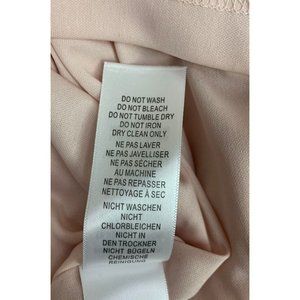 DO NOT WASH
DO NOT BLEACH
DO NOT TUMBLE DRY
DO NOT IRON
DRY CLEAN ONLY
NE PAS LAVER
NE PAS JAVELLISER
NE PAS SÉCHER
AU MACHINE
NE PAS REPASSER
NETTOYAGE À SEC
NICHT WASCHEN
NICHT
CHLORBLEICHEN
NICHT IN
DEN TROCKNER
NICHT BÜGELN
CHEMISCHE
REINIGUNG